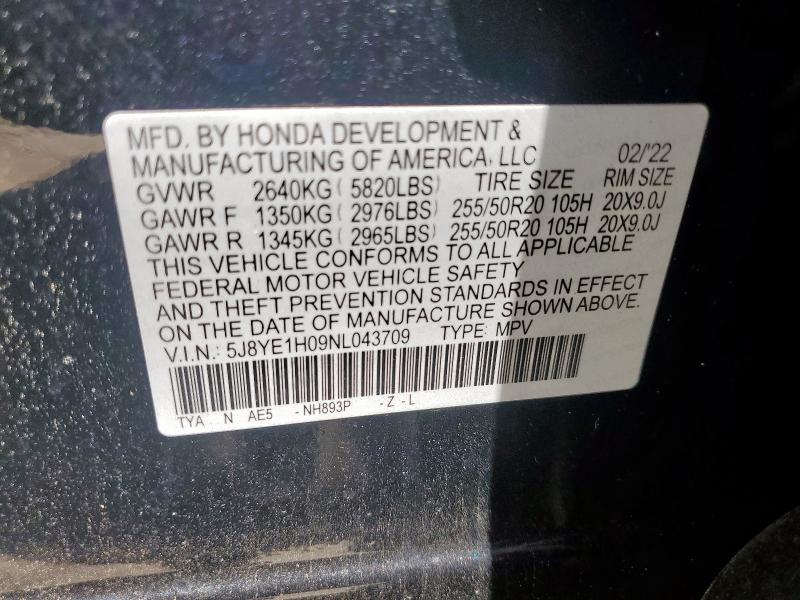 MFD. BY HONDA DEVELOPMENT &
MANUFACTURING OF AMERICA, LLC 02/'22
GVWR 2640KG (5820LBS) TIRE SIZE RIM SIZE
GAWR F 1350KG (2976LBS) 255/50R20 105H 20X9.0J
GAWR R 1345KG (2965LBS) 255/50R20 105H 20X9.0J
THIS VEHICLE CONFORMS TO ALL APPLICABLE
FEDERAL MOTOR VEHICLE SAFETY
AND THEFT PREVENTION STANDARDS IN EFFECT
ON THE DATE OF MANUFACTURE SHOWN ABOVE.
V.I.N.: 5J8YE1H09NL043709 TYPE: MPV
TYA N AE5 -NH893P -Z-L